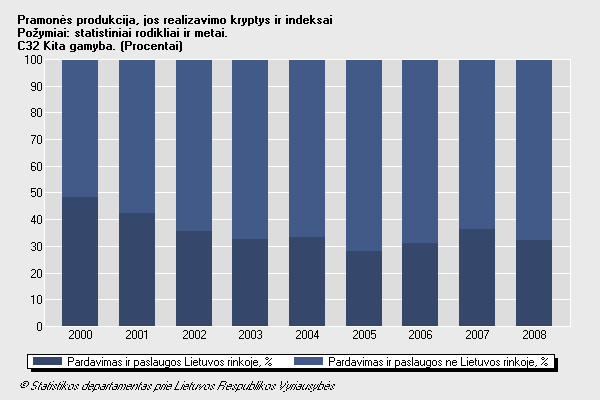 Pramonės produkcija, jos realizavimo kryptys ir indeksai
Požymiai: statistiniai rodikliai ir metai.
C32 Kita gamyba. (Procentai)
100
90
80
70
60
50
40
30
20
10
0
2000 2001 2002 2003 2004 2005 2006 2007 2008
Pardavimas ir paslaugos Lietuvos rinkoje, % Pardavimas ir paslaugos ne Lietuvos rinkoje, %
© Statistikos departamentas prie Lietuvos Respublikos Vyriausybės